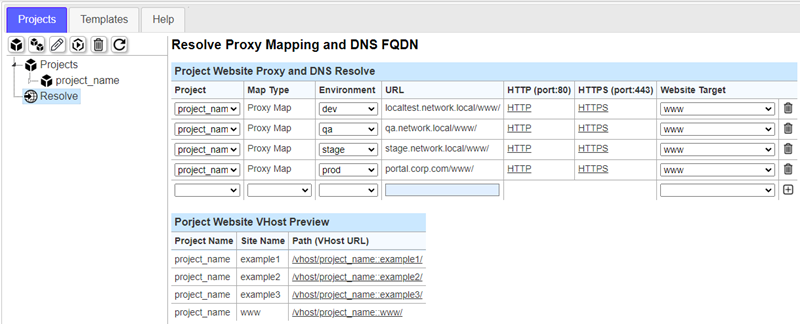 Projects Templates Help
Resolve Proxy Mapping and DNS FQDN
Projects
project_name
Resolve
Project Website Proxy and DNS Resolve
Project Map Type Environment URL HTTP (port:80) HTTPS (port:443) Website Target
project_nam Proxy Map dev localtest.network.local/www/ HTTP HTTPS www
project_nam Proxy Map qa qa.network.local/www/ HTTP HTTPS www
project_nam Proxy Map stage stage.network.local/www/ HTTP HTTPS www
project_nam Proxy Map prod portal.corp.com/www/ HTTP HTTPS www
Porject Website VHost Preview
Project Name Site Name Path (VHost URL)
project_name example1 /vhost/project_name::example1/
project_name example2 /vhost/project_name::example2/
project_name example3 /vhost/project_name::example3/
project_name www /vhost/project_name::www/